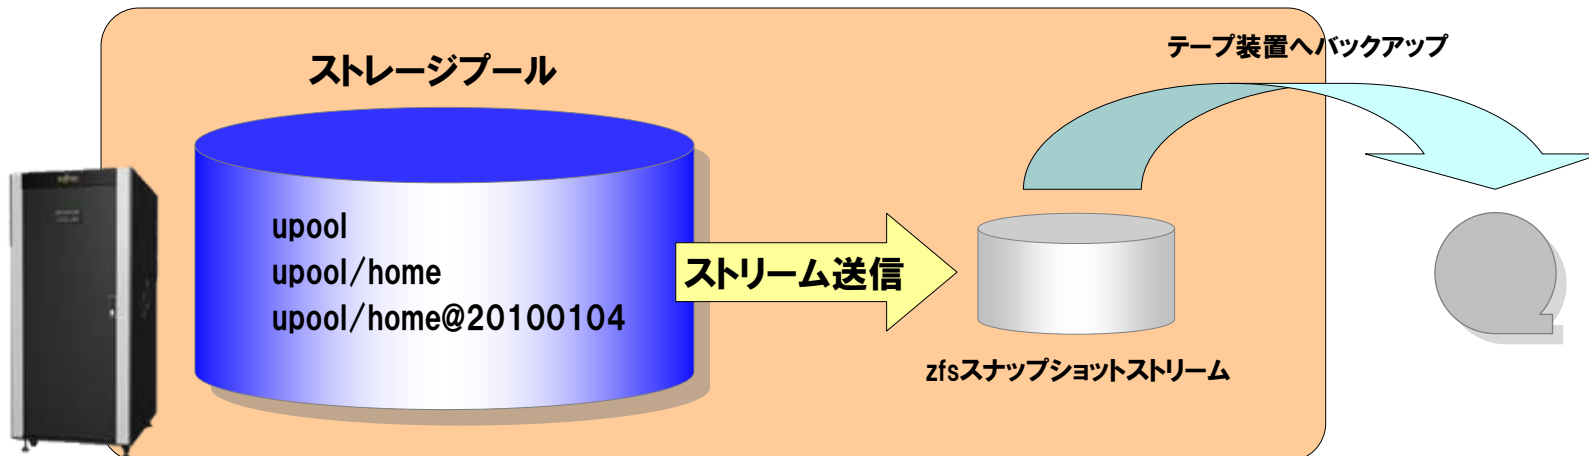 テープ装置へバックアップ
ストレージプール
upool
upool/home
upool/home@20100104
ストリーム送信
zfsスナップショットストリーム